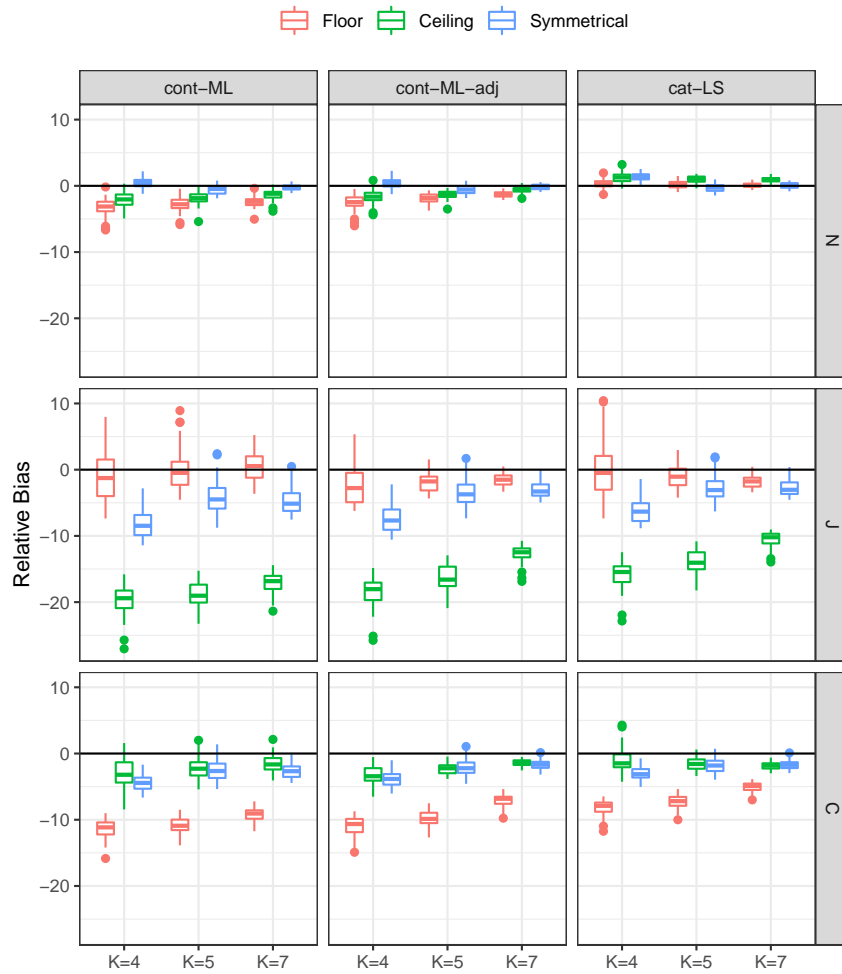 Floor Ceiling Symmetrical
cont−ML cont−ML−adj cat−LS
10
0
−10
−20
N
10
0
−10
−20
J
10
0
−10
−20
C
Relative Bias
K=4 K=5 K=7 K=4 K=5 K=7 K=4 K=5 K=7